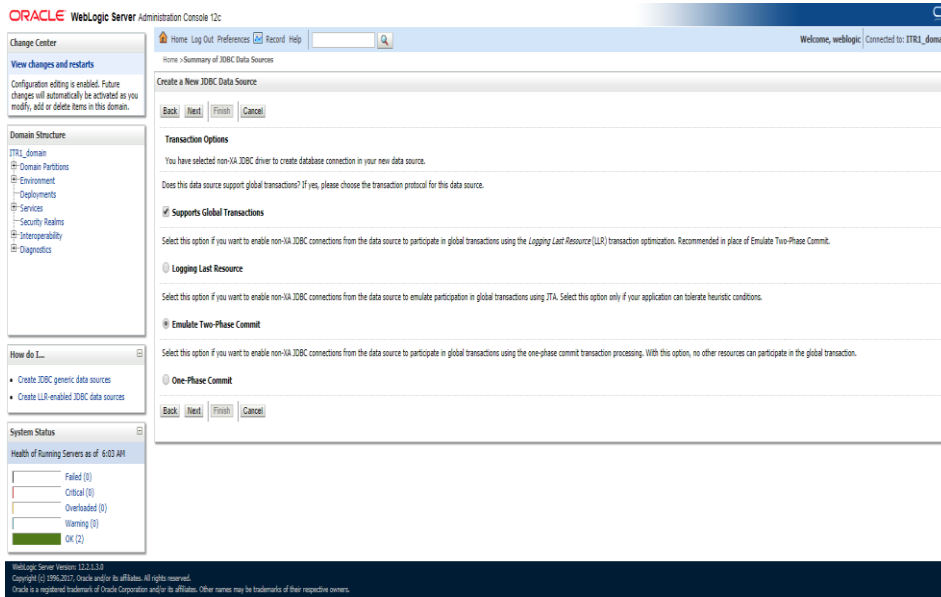 ORACLE WebLogic Server Administration Console 12c
Change Center
View changes and restarts
Configuration editing is enabled. Future
changes will automatically be activated as you
modify, add or delete items in this domain.
Domain Structure
ITR1_domain
Domain Partitions
Environment
Deployments
Services
Security Realms
Interoperability
Diagnostics
How do I...
Create JDBC generic data sources
Create LLR-enabled JDBC data sources
System Status
Health of Running Servers as of 6:03 AM
Failed (0)
Critical (0)
Overloaded (0)
Warning (0)
OK (2)
Home Log Out Preferences Record Help
Welcome, weblogic Connected to: ITR1_doma
Home >Summary of JDBC Data Sources
Create a New JDBC Data Source
Back Next Finish Cancel
Transaction Options
You have selected non-XA JDBC driver to create database connection in your new data source.
Does this data source support global transactions? If yes, please choose the transaction protocol for this data source.
Supports Global Transactions
Select this option if you want to enable non-XA JDBC connections from the data source to participate in global transactions using the Logging Last Resource (LLR) transaction optimization. Recommended in place of Emulate Two-Phase Commit.
Logging Last Resource
Select this option if you want to enable non-XA JDBC connections from the data source to emulate participation in global transactions using JTA. Select this option only if your application can tolerate heuristic conditions.
Emulate Two-Phase Commit
Select this option if you want to enable non-XA JDBC connections from the data source to participate in global transactions using the one-phase commit transaction processing. With this option, no other resources can participate in the global transaction.
One-Phase Commit
Back Next Finish Cancel
WebLogic Server Version: 12.2.1.3.0
Copyright (c) 1996,2017, Oracle and/or its affiliates. All rights reserved.
Oracle is a registered trademark of Oracle Corporation and/or its affiliates. Other names may be trademarks of their respective owners.